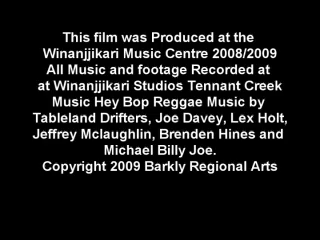 This film was Produced at the
Winanjjikari Music Centre 2008/2009
All Music and footage Recorded at
at Winanjjikari Studios Tennant Creek
Music Hey Bop Reggae Music by
Tableland Drifters, Joe Davey, Lex Holt,
Jeffrey Mclaughlin, Brenden Hines and
Michael Billy Joe.
Copyright 2009 Barkly Regional Arts